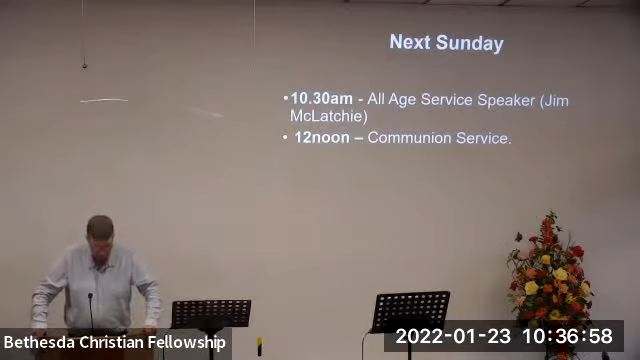 Next Sunday
•10.30am - All Age Service Speaker (Jim
McLatchie)
• 12noon – Communion Service.
Bethesda Christian Fellowship
2022-01-23 10:36:58